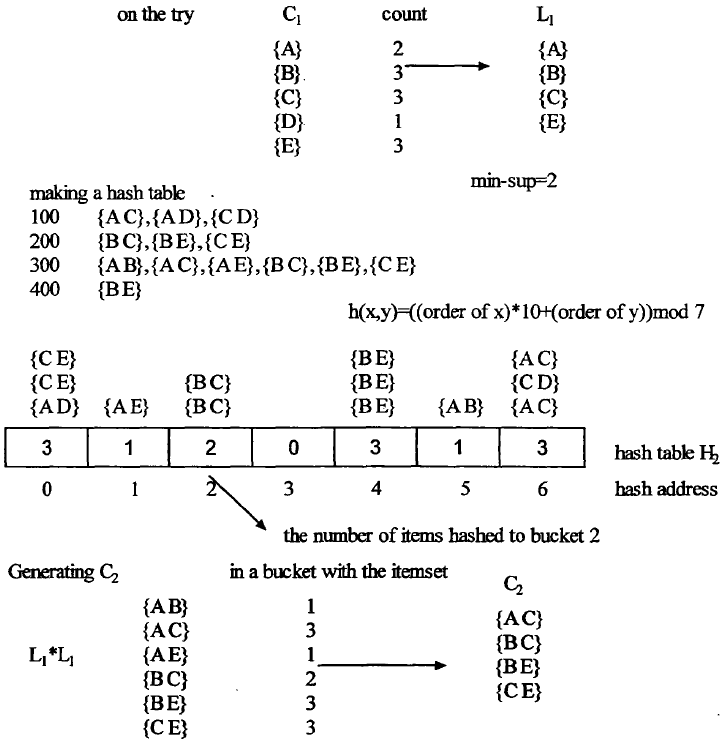 on the try C1 count L1
{A} 2 {A}
{B} 3 {B}
{C} 3 {C}
{D} 1 {E}
{E} 3
min-sup=2
making a hash table
100 {A C},{A D},{C D}
200 {B C},{B E},{C E}
300 {A B},{A C},{A E},{B C},{B E},{C E}
400 {B E}
h(x,y)=((order of x)*10+(order of y))mod 7
{C E} {B E} {A C}
{C E} {B C} {B E} {C D}
{A D} {A E} {B C} {B E} {A B} {A C}
3 1 2 0 3 1 3 hash table H2
0 1 2 3 4 5 6 hash address
the number of items hashed to bucket 2
Generating C2 in a bucket with the itemset C2
{A B} 1 {A C}
{A C} 3 {B C}
L1*L1 {A E} 1 {B E}
{B C} 2 {C E}
{B E} 3
{C E} 3